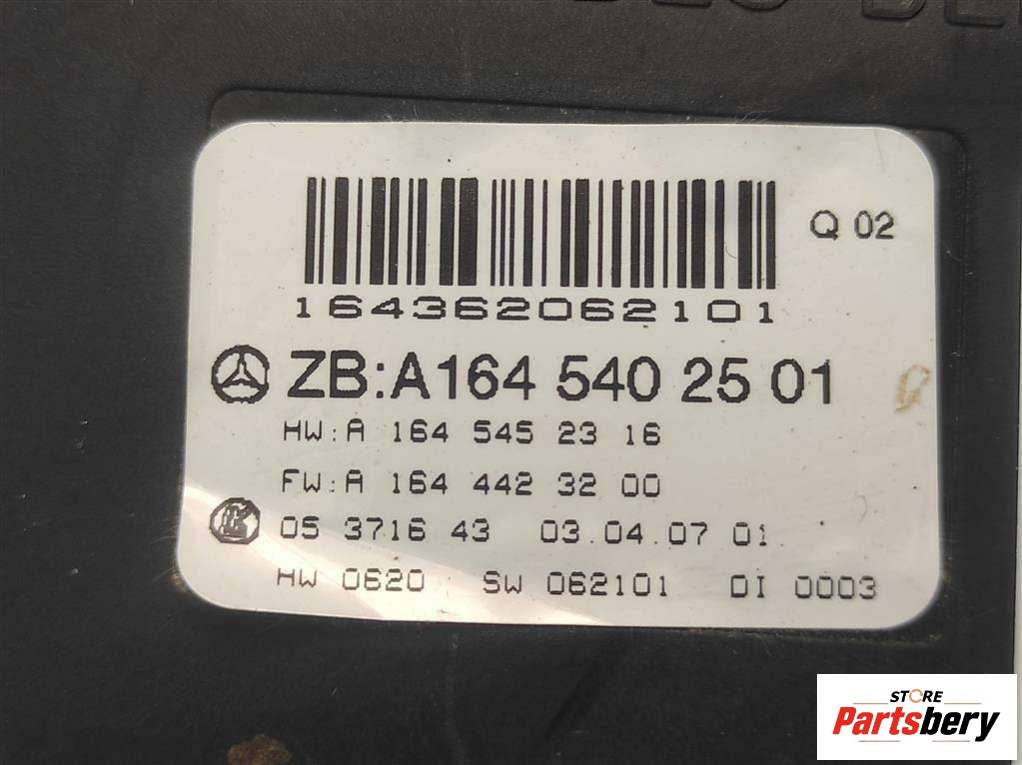 Q 02
164362062101
ZB:A164 540 25 01
HW:A 164 545 23 16
FW:A 164 442 32 00
05 3716 43 03.04.07 01
HW 0620 SW 062101 DI 0003
STORE
Partsbery